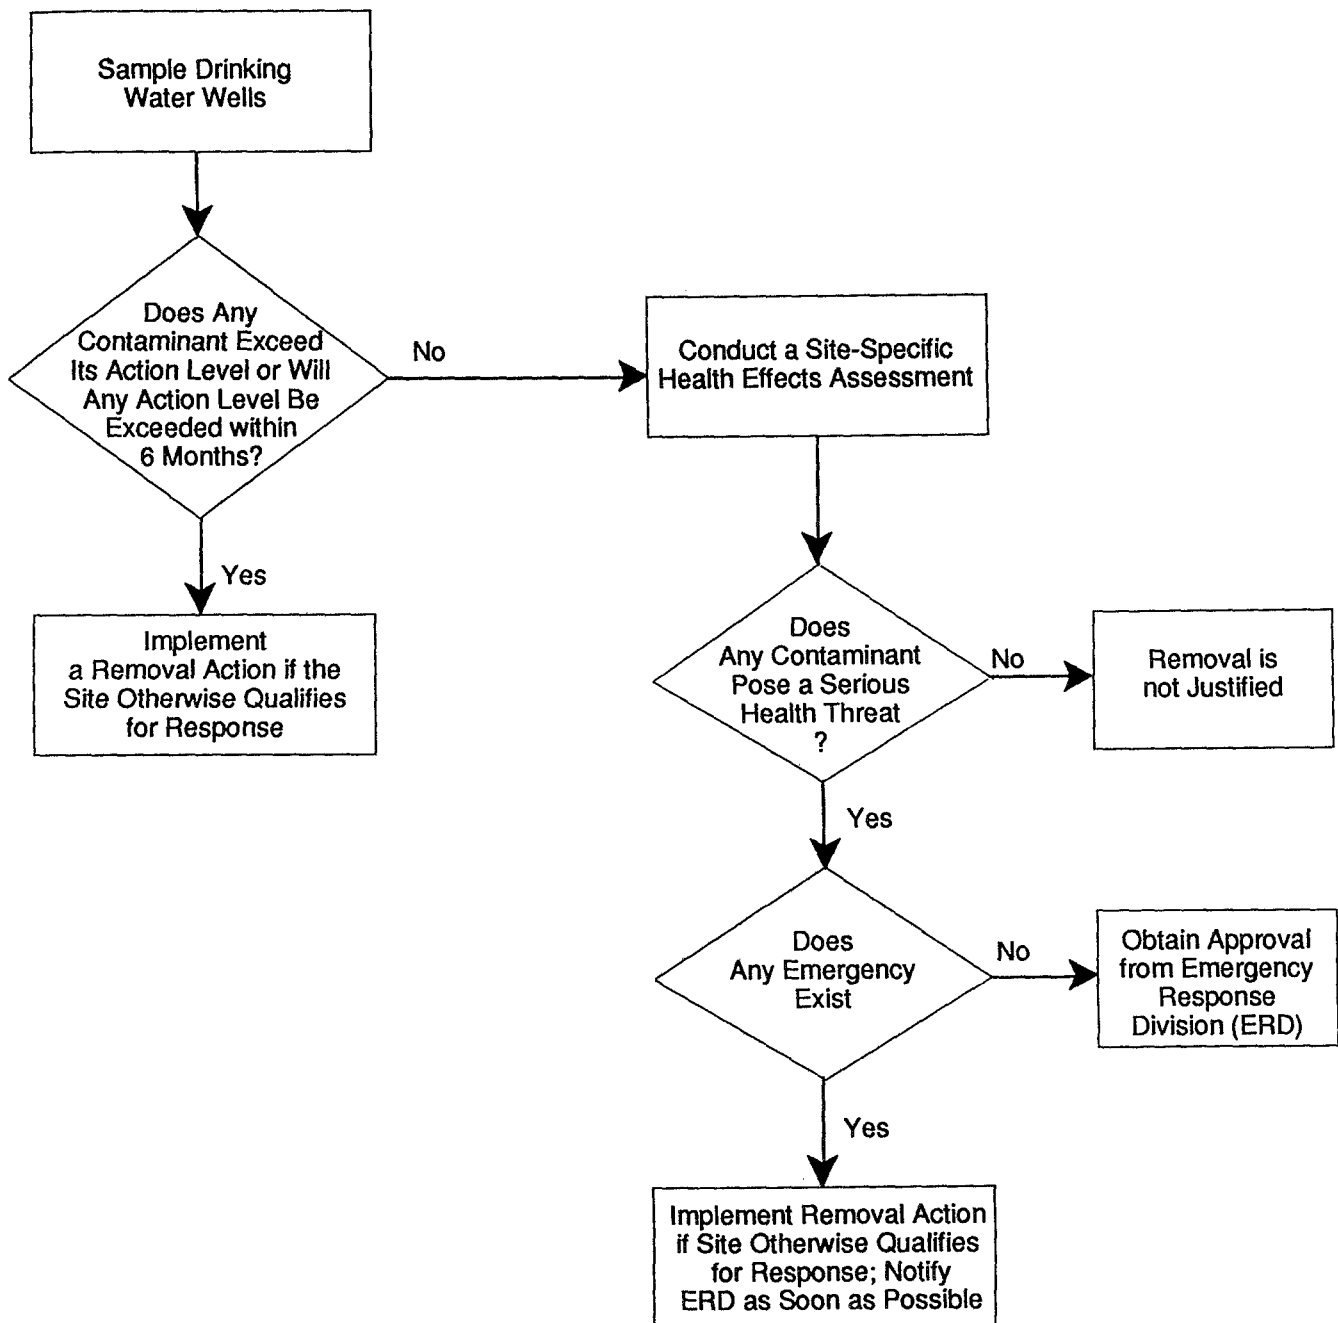 Sample Drinking
Water Wells
Does Any
Contaminant Exceed
Its Action Level or Will
Any Action Level Be
Exceeded within
6 Months?
No
Conduct a Site-Specific
Health Effects Assessment
Yes
Implement
a Removal Action if the
Site Otherwise Qualifies
for Response
Does
Any Contaminant
Pose a Serious
Health Threat
?
No
Removal is
not Justified
Yes
Does
Any Emergency
Exist
No
Obtain Approval
from Emergency
Response
Division (ERD)
Yes
Implement Removal Action
if Site Otherwise Qualifies
for Response; Notify
ERD as Soon as Possible